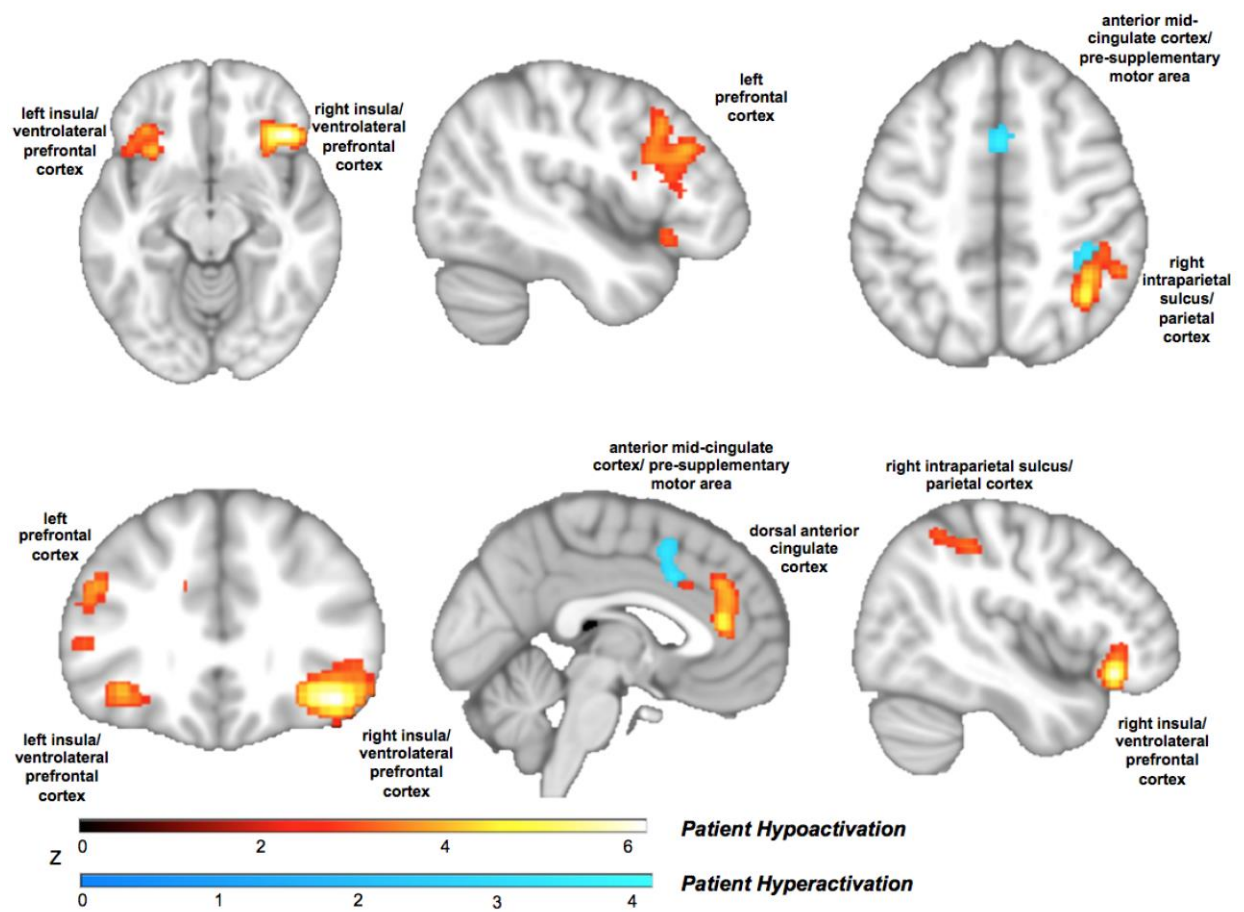 anterior mid-
cingulate cortex/
pre-supplementary
motor area
left insula/
ventrolateral
prefrontal
cortex
right insula/
ventrolateral
prefrontal
cortex
left
prefrontal
cortex
right
intraparietal
sulcus/
parietal
cortex
left
prefrontal
cortex
anterior mid-cingulate
cortex/ pre-supplementary
motor area
dorsal anterior
cingulate
cortex
right intraparietal sulcus/
parietal cortex
left insula/
ventrolateral
prefrontal
cortex
right insula/
ventrolateral
prefrontal
cortex
right insula/
ventrolateral
prefrontal
cortex
Patient Hypoactivation
0 2 4 6
Z
Patient Hyperactivation
0 1 2 3 4